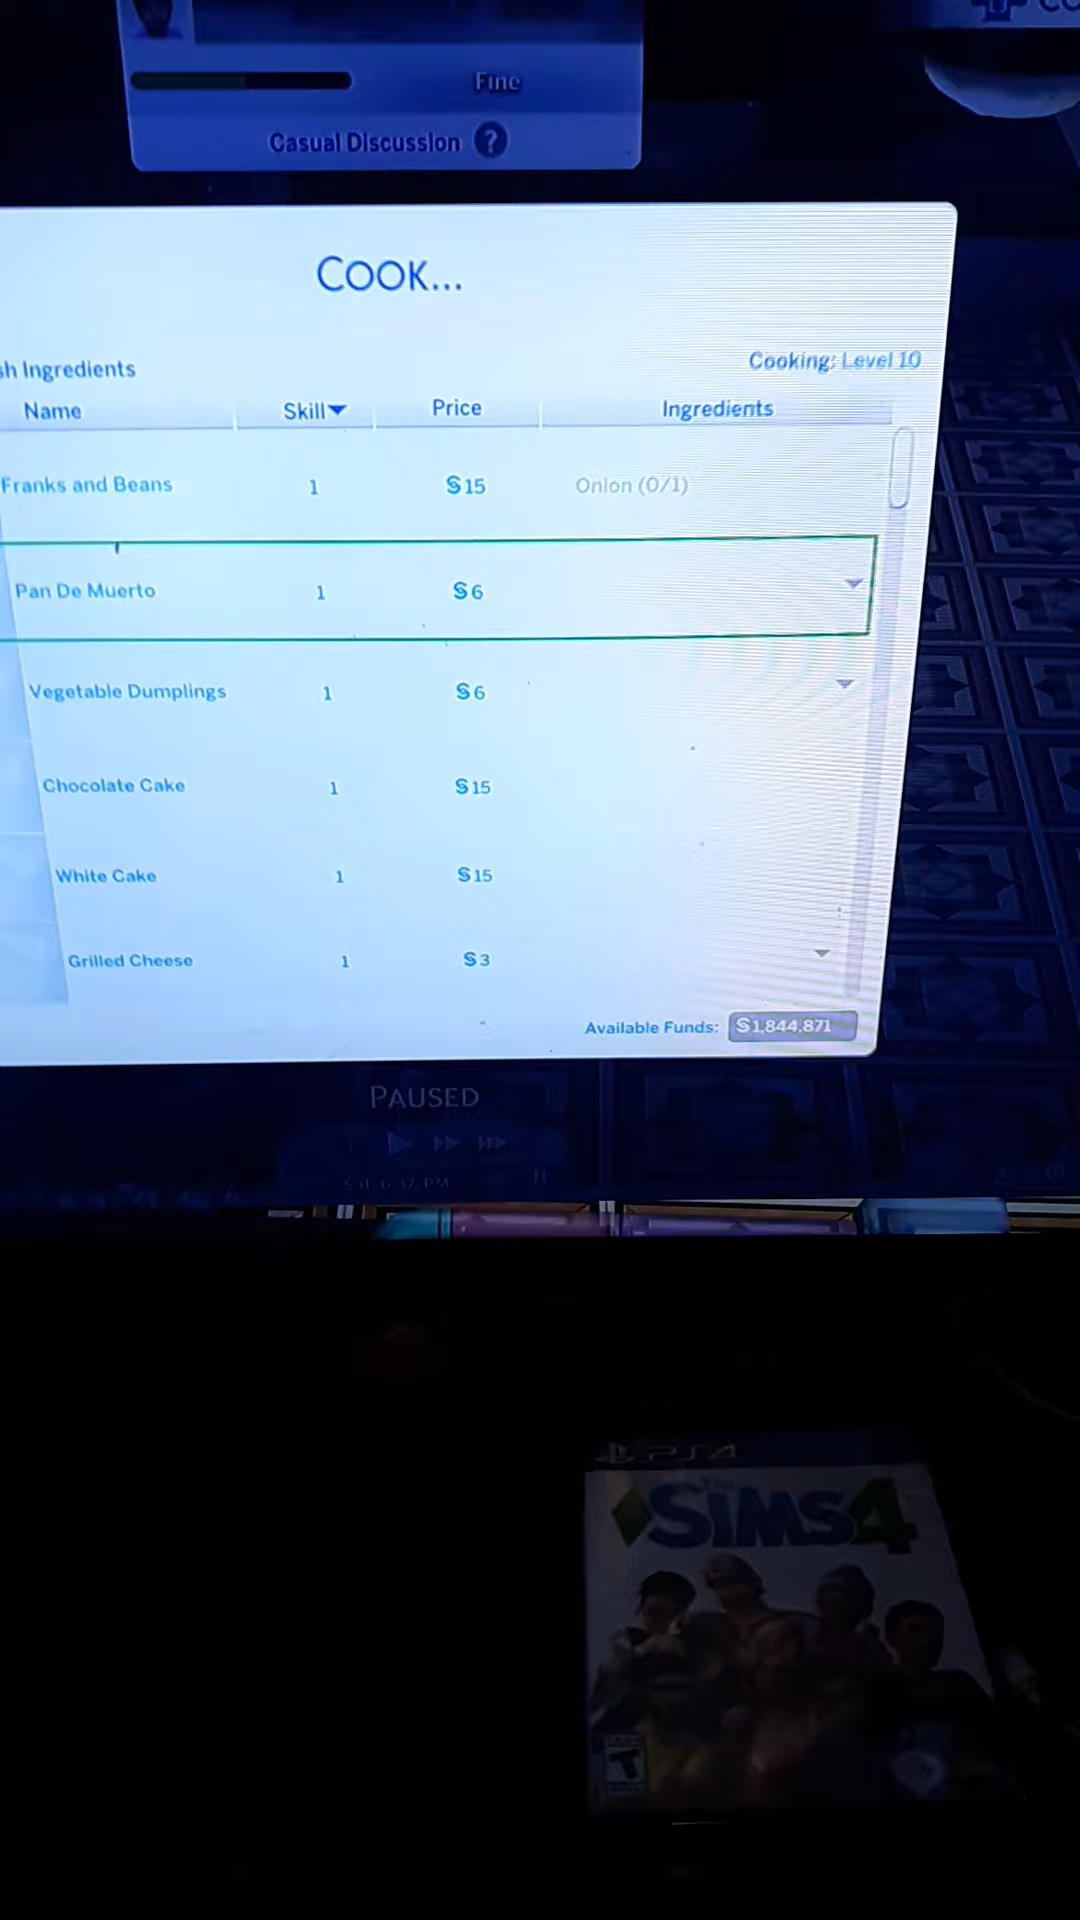 Fine
Casual Discussion ?
COOK...
sh Ingredients
Cooking: Level 10
Name Skill Price Ingredients
Franks and Beans 1 §15 Onion (0/1)
Pan De Muerto 1 §6
Vegetable Dumplings 1 §6
Chocolate Cake 1 §15
White Cake 1 §15
Grilled Cheese 1 §3
Available Funds: §1,844,871
PAUSED
PS4
THE
SIMS4
T